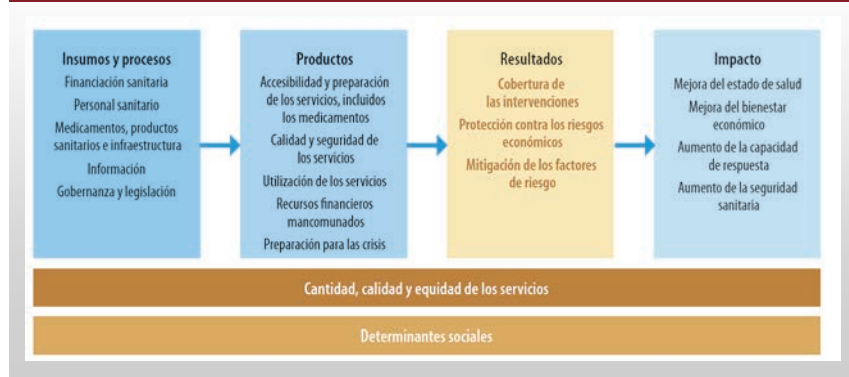 Insumos y procesos
Financiación sanitaria
Personal sanitario
Medicamentos, productos
sanitarios e infraestructura
Información
Gobernanza y legislación
Productos
Accesibilidad y preparación
de los servicios, incluidos
los medicamentos
Calidad y seguridad de
los servicios
Utilización de los servicios
Recursos financieros
mancomunados
Preparación para las crisis
Resultados
Cobertura de
las intervenciones
Protección contra los riesgos
económicos
Mitigación de los factores
de riesgo
Impacto
Mejora del estado de salud
Mejora del bienestar
económico
Aumento de la capacidad
de respuesta
Aumento de la seguridad
sanitaria
Cantidad, calidad y equidad de los servicios
Determinantes sociales